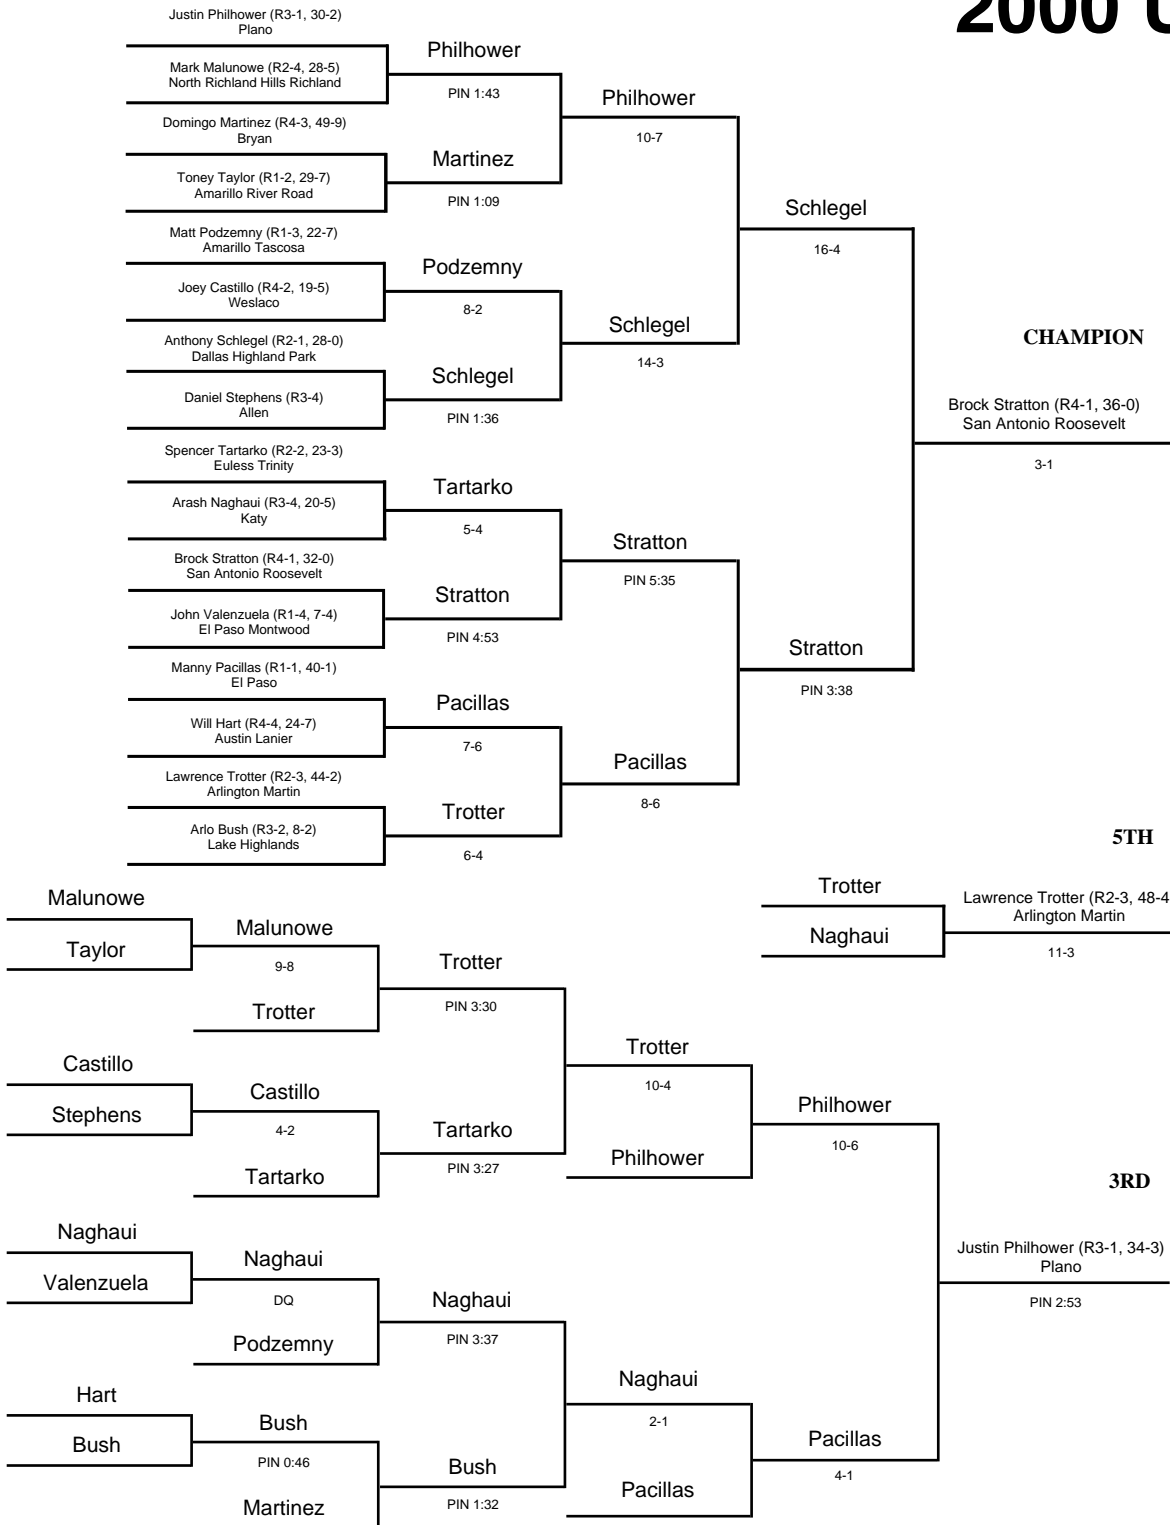 2000 U
Justin Philhower (R3-1, 30-2)
Plano
Mark Malunowe (R2-4, 28-5)
North Richland Hills Richland
Domingo Martinez (R4-3, 49-9)
Bryan
Toney Taylor (R1-2, 29-7)
Amarillo River Road
Matt Podzemny (R1-3, 22-7)
Amarillo Tascosa
Joey Castillo (R4-2, 19-5)
Weslaco
Anthony Schlegel (R2-1, 28-0)
Dallas Highland Park
Daniel Stephens (R3-4)
Allen
Spencer Tartarko (R2-2, 23-3)
Euless Trinity
Arash Naghaui (R3-4, 20-5)
Katy
Brock Stratton (R4-1, 32-0)
San Antonio Roosevelt
John Valenzuela (R1-4, 7-4)
El Paso Montwood
Manny Pacillas (R1-1, 40-1)
El Paso
Will Hart (R4-4, 24-7)
Austin Lanier
Lawrence Trotter (R2-3, 44-2)
Arlington Martin
Arlo Bush (R3-2, 8-2)
Lake Highlands
Philhower
PIN 1:43
Martinez
PIN 1:09
Podzemny
8-2
Schlegel
PIN 1:36
Tartarko
5-4
Stratton
PIN 4:53
Pacillas
7-6
Trotter
6-4
Philhower
10-7
Schlegel
14-3
Stratton
PIN 5:35
Pacillas
8-6
Schlegel
16-4
Stratton
PIN 3:38
CHAMPION
Brock Stratton (R4-1, 36-0)
San Antonio Roosevelt
3-1
5TH
Trotter
Naghaui
Lawrence Trotter (R2-3, 48-4
Arlington Martin
11-3
Malunowe
Taylor
Castillo
Stephens
Naghaui
Valenzuela
Hart
Bush
Malunowe
9-8
Trotter
Castillo
4-2
Tartarko
Naghaui
DQ
Podzemny
Bush
PIN 0:46
Martinez
Trotter
PIN 3:30
Tartarko
PIN 3:27
Naghaui
PIN 3:37
Bush
PIN 1:32
Trotter
10-4
Philhower
Naghaui
2-1
Pacillas
Philhower
10-6
Pacillas
4-1
3RD
Justin Philhower (R3-1, 34-3)
Plano
PIN 2:53